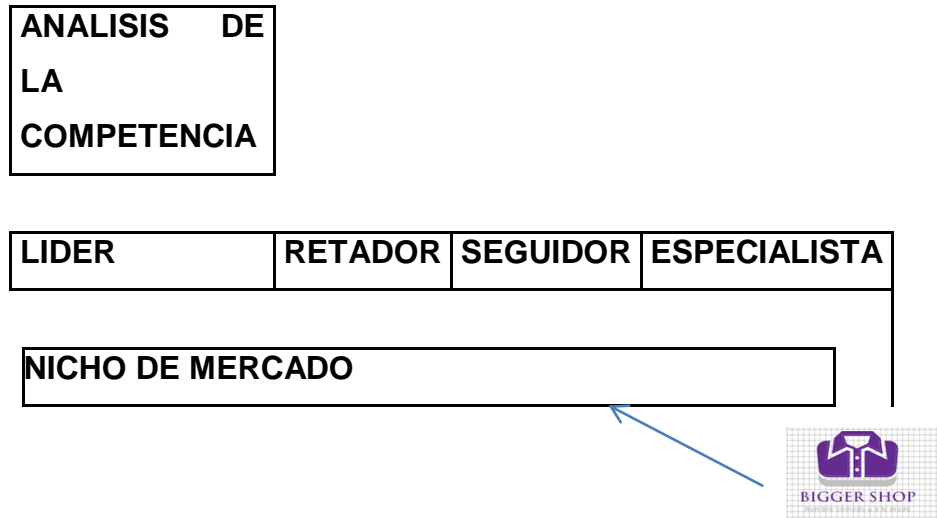 ANALISIS DE
LA
COMPETENCIA
LIDER RETADOR SEGUIDOR ESPECIALISTA
NICHO DE MERCADO
BIGGER SHOP